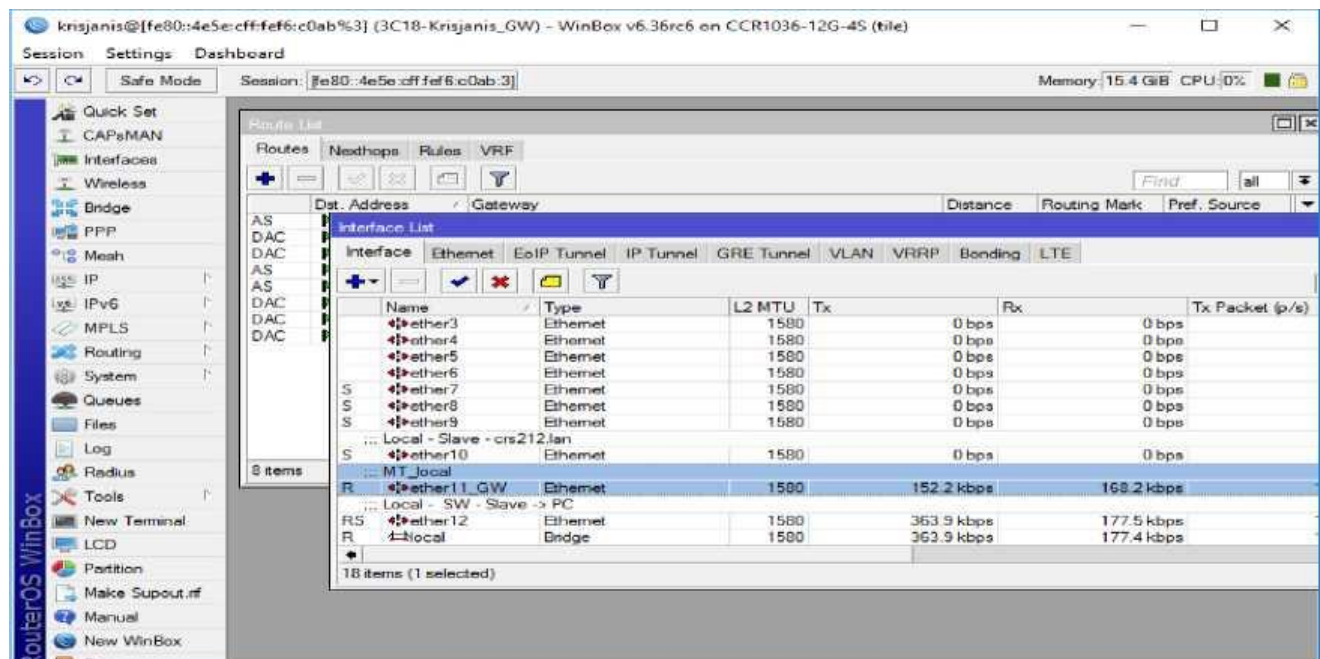 krisjanis@[fe80::4e5e:cff:fef6:c0ab%3] (3C18-Krisjanis_GW) - WinBox v6.36rc6 on CCR1036-12G-4S (tile)
Session Settings Dashboard
Safe Mode Session: [fe80::4e5e:cff:fef6:c0ab:3] Memory: 15.4 GiB CPU: 0%
Quick Set
CAPsMAN
Interfaces
Wireless
Bridge
PPP
Mesh
IP
IPv6
MPLS
Routing
System
Queues
Files
Log
Radius
Tools
New Terminal
LCD
Partition
Make Supout.rif
Manual
New WinBox
RouterOS WinBox
Route List
Routes Nexthops Rules VRF
Find all
Dst. Address Gateway Distance Routing Mark Pref. Source
AS
DAC
DAC
AS
AS
DAC
DAC
DAC
8 items
Interface List
Interface Ethernet EoIP Tunnel IP Tunnel GRE Tunnel VLAN VRRP Bonding LTE
Name Type L2 MTU Tx Rx Tx Packet (p/s)
ether3 Ethernet 1580 0 bps 0 bps
ether4 Ethernet 1580 0 bps 0 bps
ether5 Ethernet 1580 0 bps 0 bps
ether6 Ethernet 1580 0 bps 0 bps
S ether7 Ethernet 1580 0 bps 0 bps
S ether8 Ethernet 1580 0 bps 0 bps
S ether9 Ethernet 1580 0 bps 0 bps
;;; Local - Slave - crs212.lan
S ether10 Ethernet 1580 0 bps 0 bps
;;; MT_local
R ether11_GW Ethernet 1580 152.2 kbps 168.2 kbps
;;; Local - SW - Slave -> PC
RS ether12 Ethernet 1580 363.9 kbps 177.5 kbps
R local Bridge 1580 363.9 kbps 177.4 kbps
18 items (1 selected)